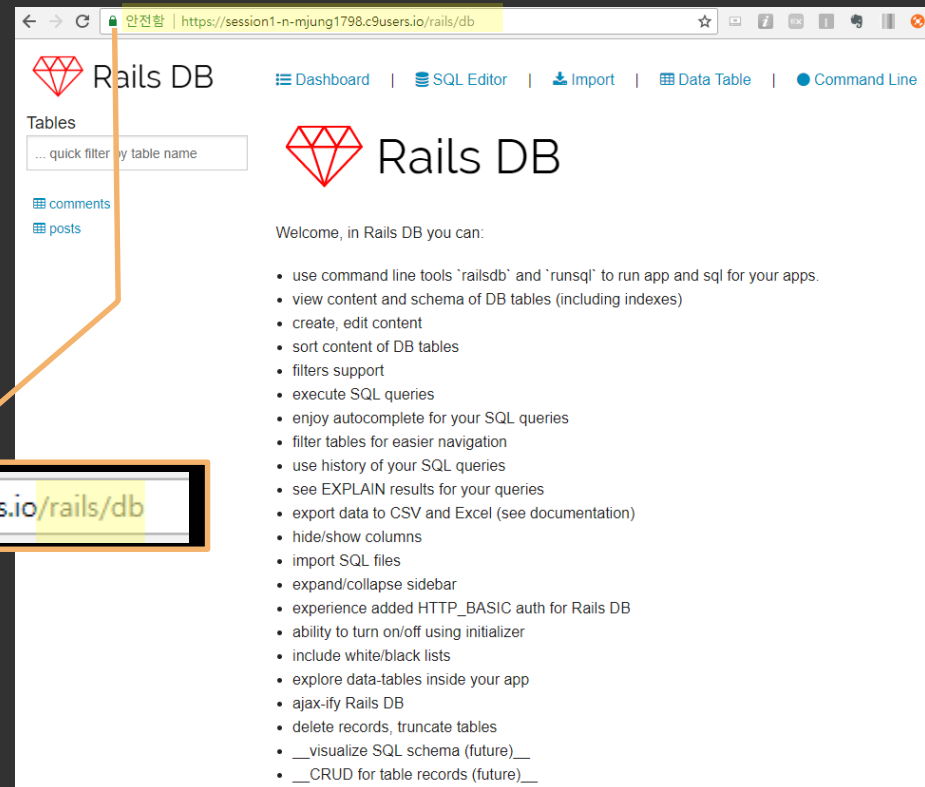 안전함 | https://session1-n-mjung1798.c9users.io/rails/db
Rails DB
Dashboard | SQL Editor | Import | Data Table | Command Line
Tables
... quick filter by table name
comments
posts
Rails DB
Welcome, in Rails DB you can:
• use command line tools `railsdb` and `runsql` to run app and sql for your apps.
• view content and schema of DB tables (including indexes)
• create, edit content
• sort content of DB tables
• filters support
• execute SQL queries
• enjoy autocomplete for your SQL queries
• filter tables for easier navigation
• use history of your SQL queries
• see EXPLAIN results for your queries
• export data to CSV and Excel (see documentation)
• hide/show columns
• import SQL files
• expand/collapse sidebar
• experience added HTTP_BASIC auth for Rails DB
• ability to turn on/off using initializer
• include white/black lists
• explore data-tables inside your app
• ajax-ify Rails DB
• delete records, truncate tables
• __visualize SQL schema (future)__
• __CRUD for table records (future)__
s.io/rails/db